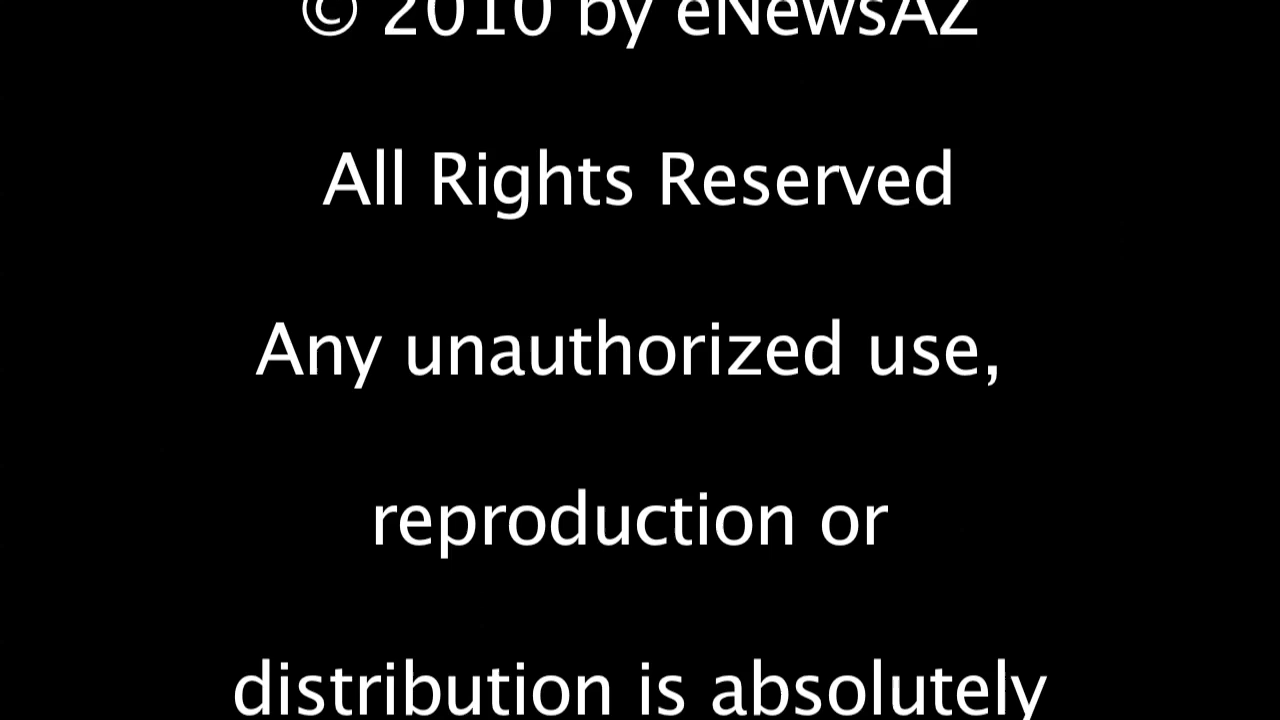 © 2010 by eNewsAZ
All Rights Reserved
Any unauthorized use,
reproduction or
distribution is absolutely